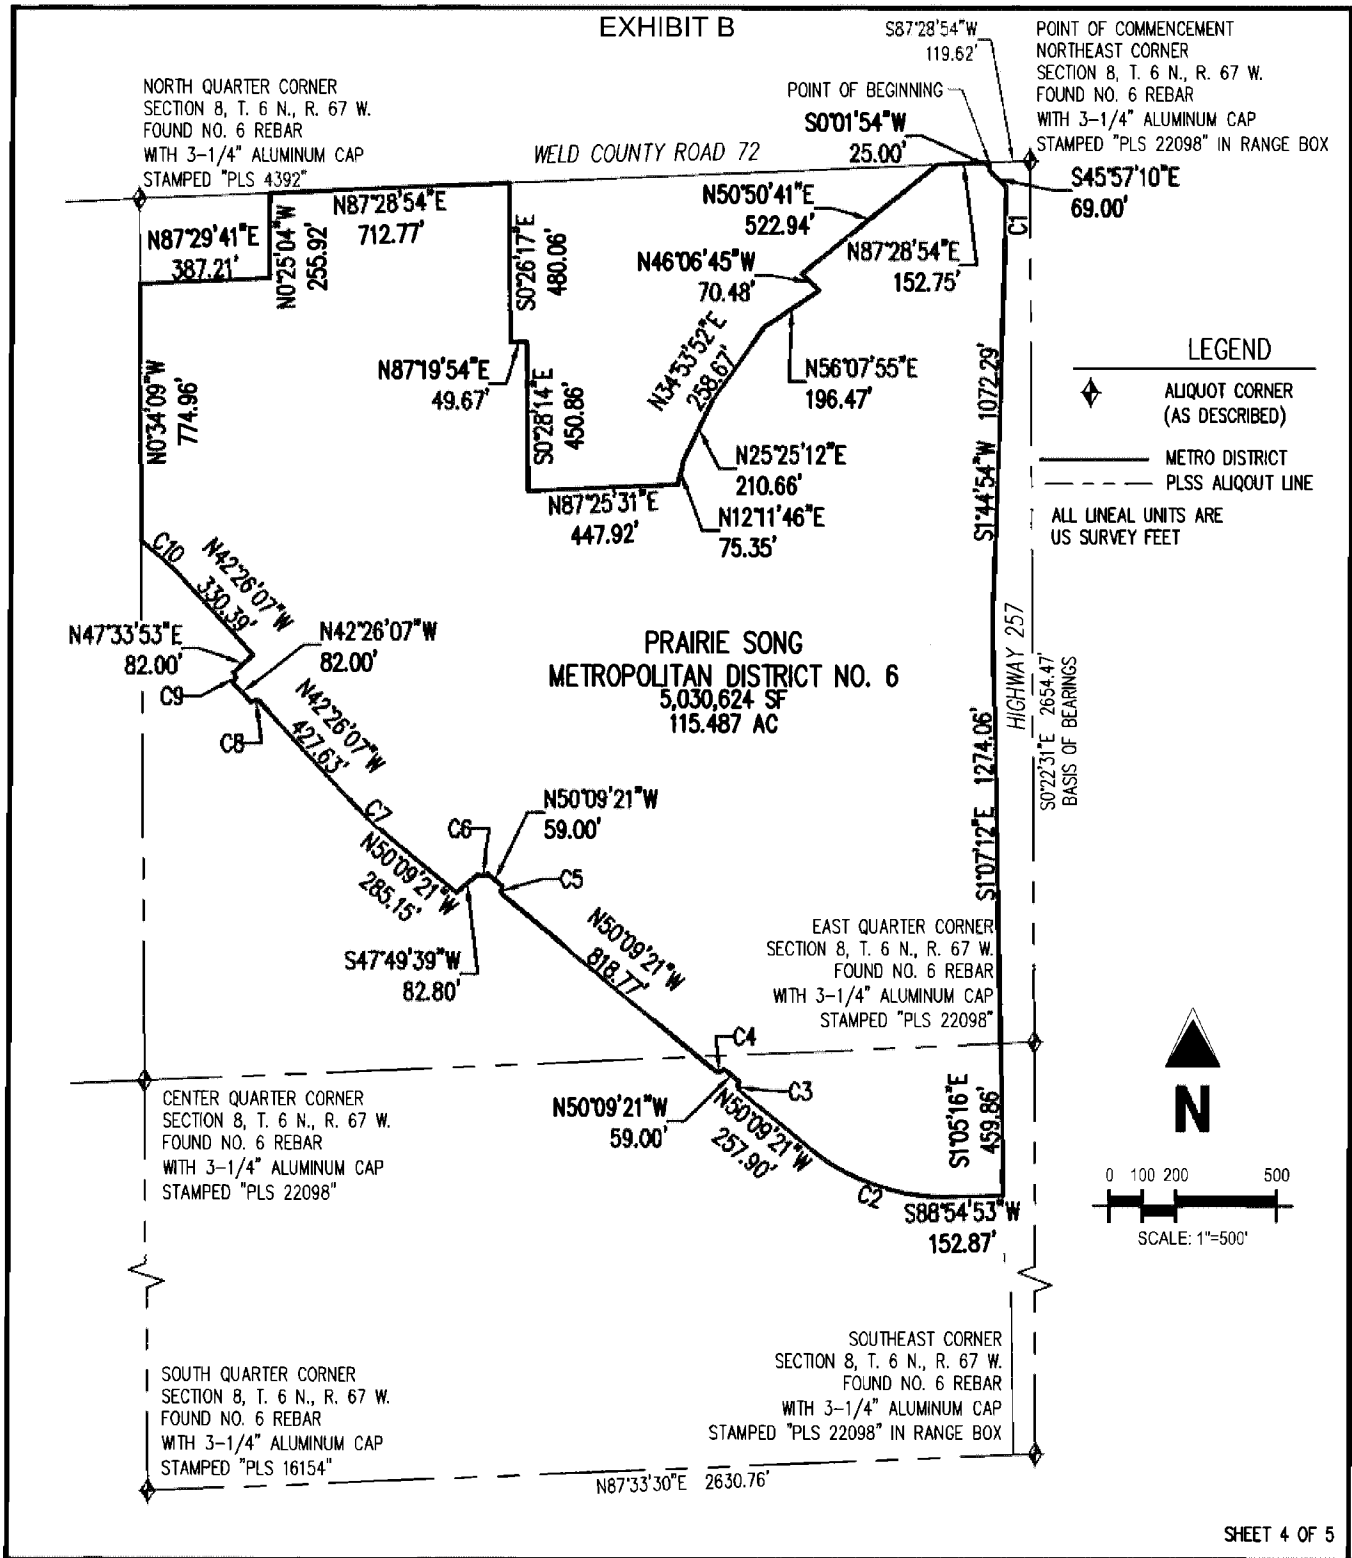 EXHIBIT B
S87°28'54"W
119.62'
POINT OF COMMENCEMENT
NORTHEAST CORNER
SECTION 8, T. 6 N., R. 67 W.
FOUND NO. 6 REBAR
WITH 3-1/4" ALUMINUM CAP
STAMPED "PLS 22098" IN RANGE BOX
NORTH QUARTER CORNER
SECTION 8, T. 6 N., R. 67 W.
FOUND NO. 6 REBAR
WITH 3-1/4" ALUMINUM CAP
STAMPED "PLS 4392"
POINT OF BEGINNING
S0°01'54"W
25.00'
WELD COUNTY ROAD 72
S45°57'10"E
69.00'
N87°28'54"E
712.77'
N50°50'41"E
522.94'
C1
N87°29'41"E
387.21'
N0°25'04"W
255.92'
S0°26'17"E
480.06'
N46°06'45"W
70.48'
N87°28'54"E
152.75'
N87°19'54"E
49.67'
N34°53'52"E
258.67'
N56°07'55"E
196.47'
S1°44'54"W 1072.29'
LEGEND
ALIQUOT CORNER
(AS DESCRIBED)
METRO DISTRICT
PLSS ALIQOUT LINE
ALL LINEAL UNITS ARE
US SURVEY FEET
N0°34'09"W
774.96'
S0°28'14"E
450.86'
N25°25'12"E
210.66'
N87°25'31"E
447.92'
N12°11'46"E
75.35'
C10
N42°26'07"W
330.39'
N47°33'53"E
82.00'
N42°26'07"W
82.00'
C9
C8
N42°26'07"W
427.63'
PRAIRIE SONG
METROPOLITAN DISTRICT NO. 6
5,030,624 SF
115.487 AC
HIGHWAY 257
S0°22'31"E 2654.47'
BASIS OF BEARINGS
S1°07'12"E 1274.06'
C7
N50°09'21"W
285.15'
C6
N50°09'21"W
59.00'
C5
S47°49'39"W
82.80'
N50°09'21"W
818.77'
EAST QUARTER CORNER
SECTION 8, T. 6 N., R. 67 W.
FOUND NO. 6 REBAR
WITH 3-1/4" ALUMINUM CAP
STAMPED "PLS 22098"
C4
C3
N50°09'21"W
59.00'
N50°09'21"W
257.90'
CENTER QUARTER CORNER
SECTION 8, T. 6 N., R. 67 W.
FOUND NO. 6 REBAR
WITH 3-1/4" ALUMINUM CAP
STAMPED "PLS 22098"
S1°05'16"E
459.86'
C2
S88°54'53"W
152.87'
N
0 100 200 500
SCALE: 1"=500'
SOUTH QUARTER CORNER
SECTION 8, T. 6 N., R. 67 W.
FOUND NO. 6 REBAR
WITH 3-1/4" ALUMINUM CAP
STAMPED "PLS 16154"
SOUTHEAST CORNER
SECTION 8, T. 6 N., R. 67 W.
FOUND NO. 6 REBAR
WITH 3-1/4" ALUMINUM CAP
STAMPED "PLS 22098" IN RANGE BOX
N87°33'30"E 2630.76'
SHEET 4 OF 5